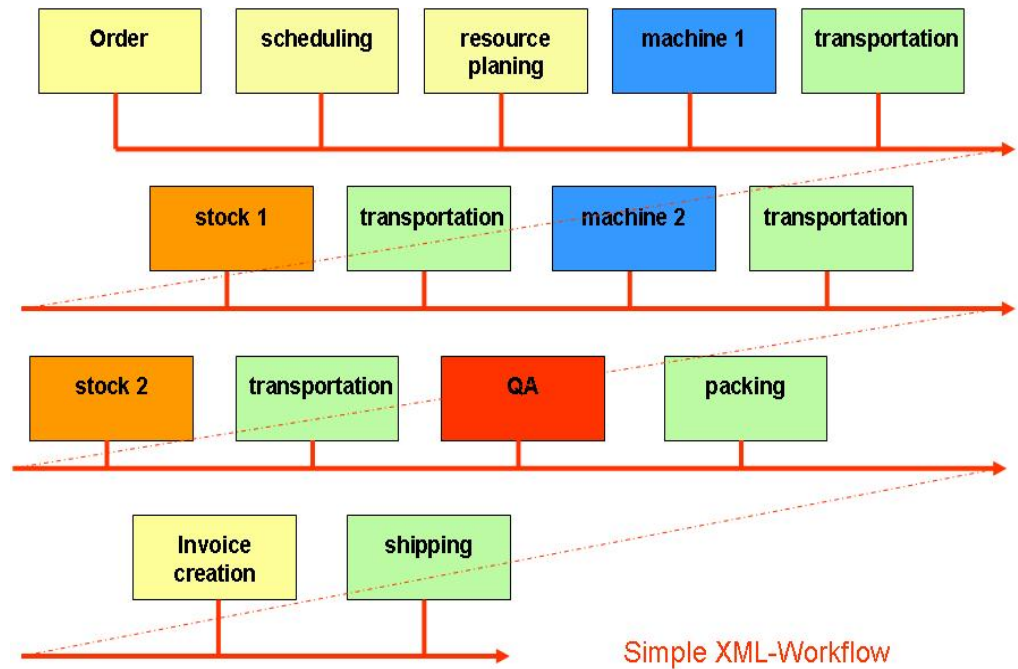 Order
scheduling
resource
planing
machine 1
transportation
stock 1
transportation
machine 2
transportation
stock 2
transportation
QA
packing
Invoice
creation
shipping
Simple XML-Workflow